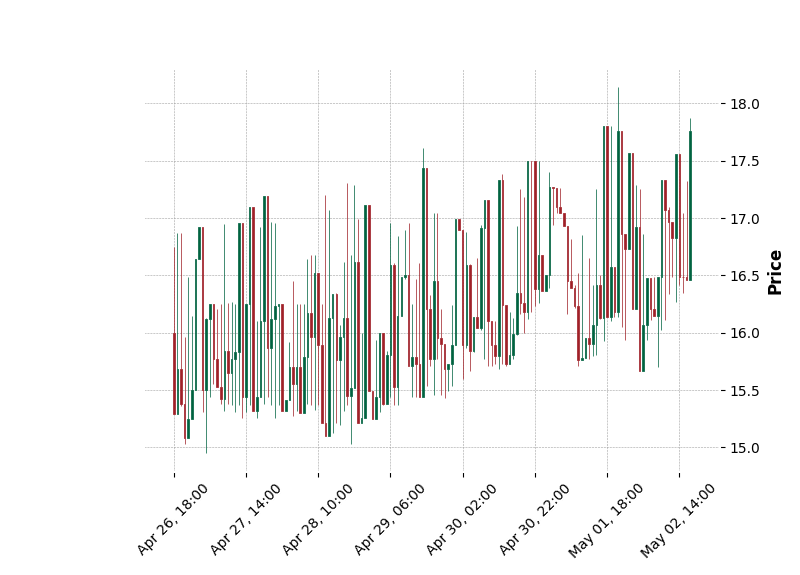 18.0
17.5
17.0
16.5
16.0
15.5
15.0
Price
Apr 26, 18:00
Apr 27, 14:00
Apr 28, 10:00
Apr 29, 06:00
Apr 30, 02:00
Apr 30, 22:00
May 01, 18:00
May 02, 14:00